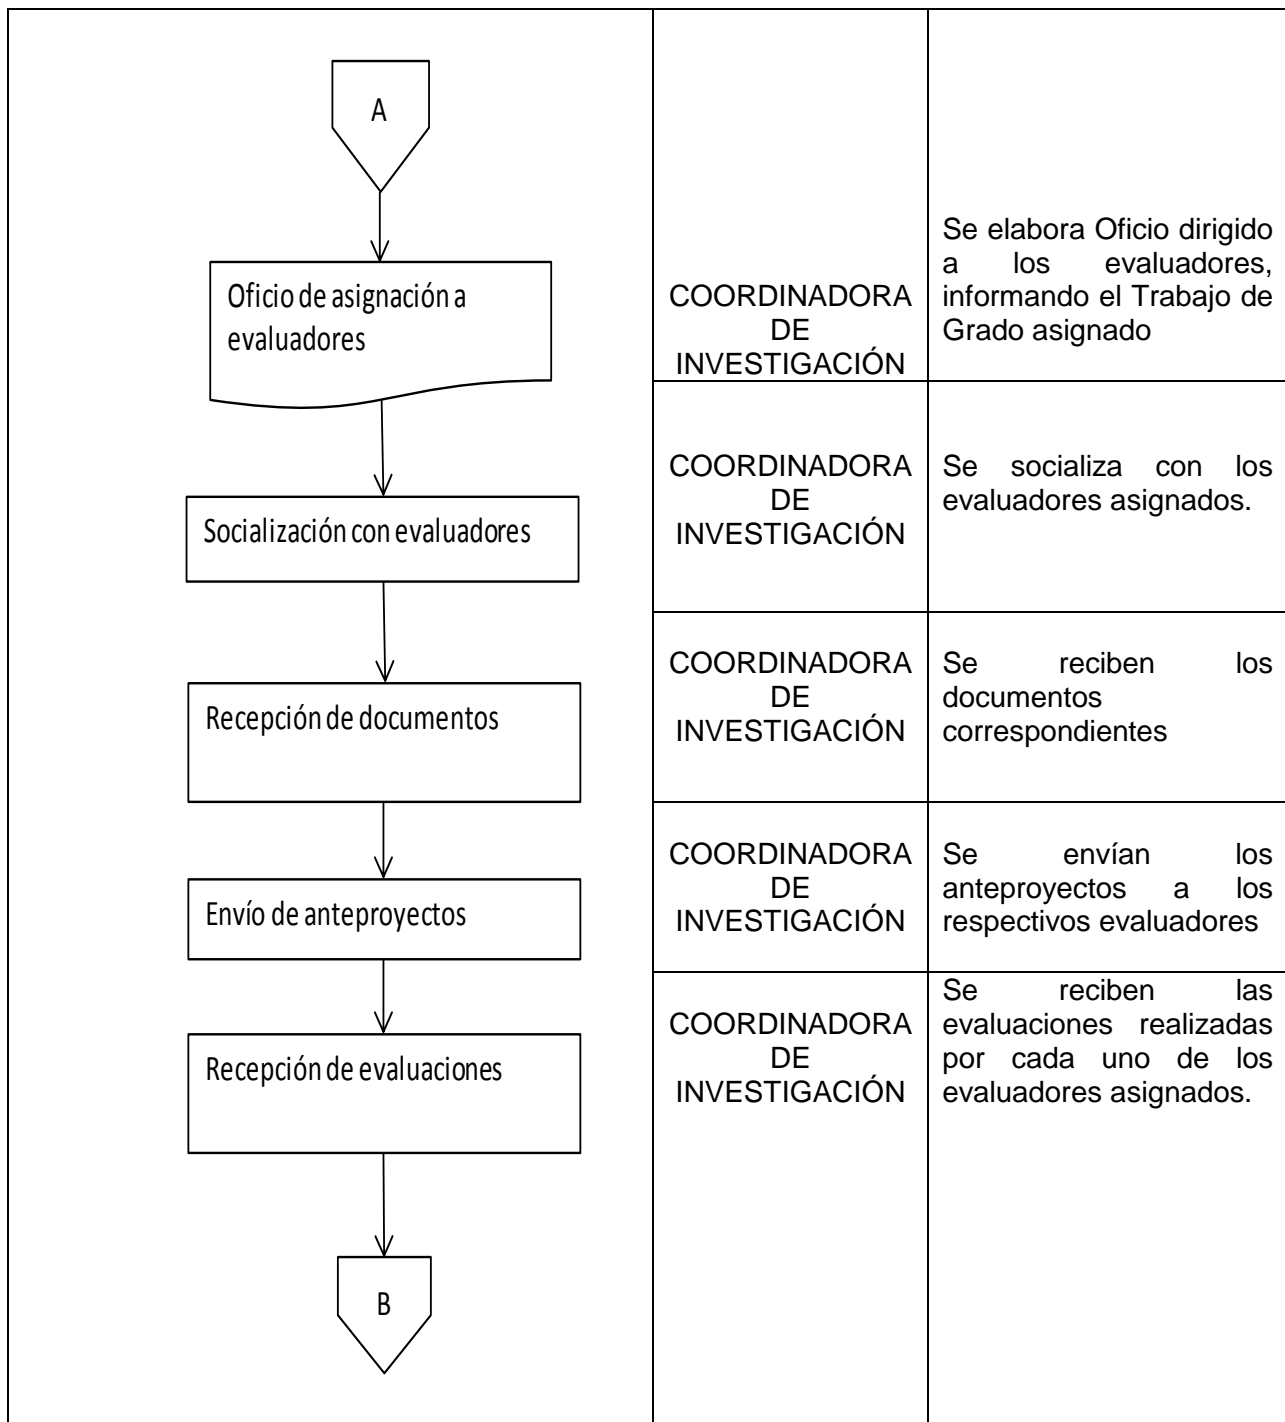 A
Oficio de asignación a
evaluadores
COORDINADORA
DE
INVESTIGACIÓN
Se elabora Oficio dirigido
a los evaluadores,
informando el Trabajo de
Grado asignado
Socialización con evaluadores
COORDINADORA
DE
INVESTIGACIÓN
Se socializa con los
evaluadores asignados.
Recepción de documentos
COORDINADORA
DE
INVESTIGACIÓN
Se reciben los
documentos
correspondientes
Envío de anteproyectos
COORDINADORA
DE
INVESTIGACIÓN
Se envían los
anteproyectos a los
respectivos evaluadores
Recepción de evaluaciones
COORDINADORA
DE
INVESTIGACIÓN
Se reciben las
evaluaciones realizadas
por cada uno de los
evaluadores asignados.
B